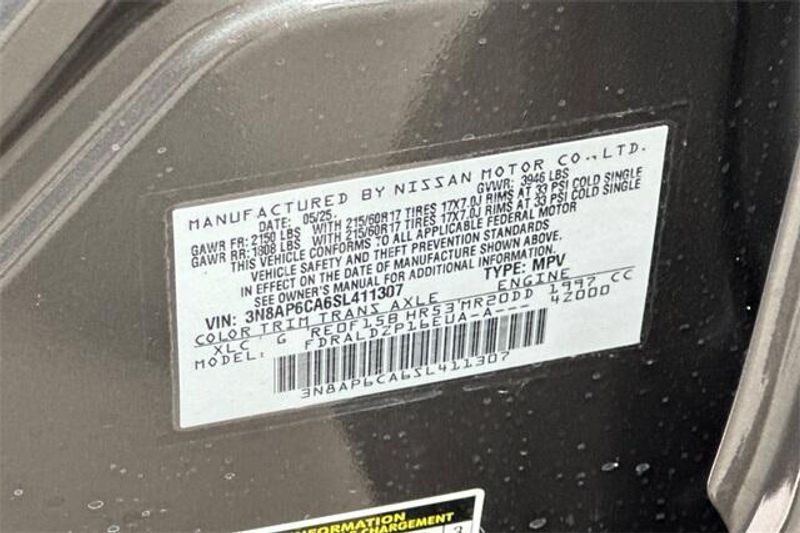 MANUFACTURED BY NISSAN MOTOR CO., LTD.
DATE: 05/25. GVWR: 3946 LBS
GAWR FR: 2150 LBS WITH 215/60R17 TIRES 17X7.0J RIMS AT 33 PSI COLD SINGLE
GAWR RR: 1808 LBS WITH 215/60R17 TIRES 17X7.0J RIMS AT 33 PSI COLD SINGLE
THIS VEHICLE CONFORMS TO ALL APPLICABLE FEDERAL MOTOR
VEHICLE SAFETY AND THEFT PREVENTION STANDARDS
IN EFFECT ON THE DATE OF MANUFACTURE SHOWN ABOVE.
SEE OWNER'S MANUAL FOR ADDITIONAL INFORMATION
VIN: 3N8AP6CA6SL411307 TYPE: MPV
COLOR TRIM TRANS AXLE ENGINE
XLC G RE0F15B HR53 MR20DD 1997 CC
MODEL: FDRALDZP16EUA-A--- 4Z000
3N8AP6CA6SL411307
INFORMATION
CHARGEMENT
3